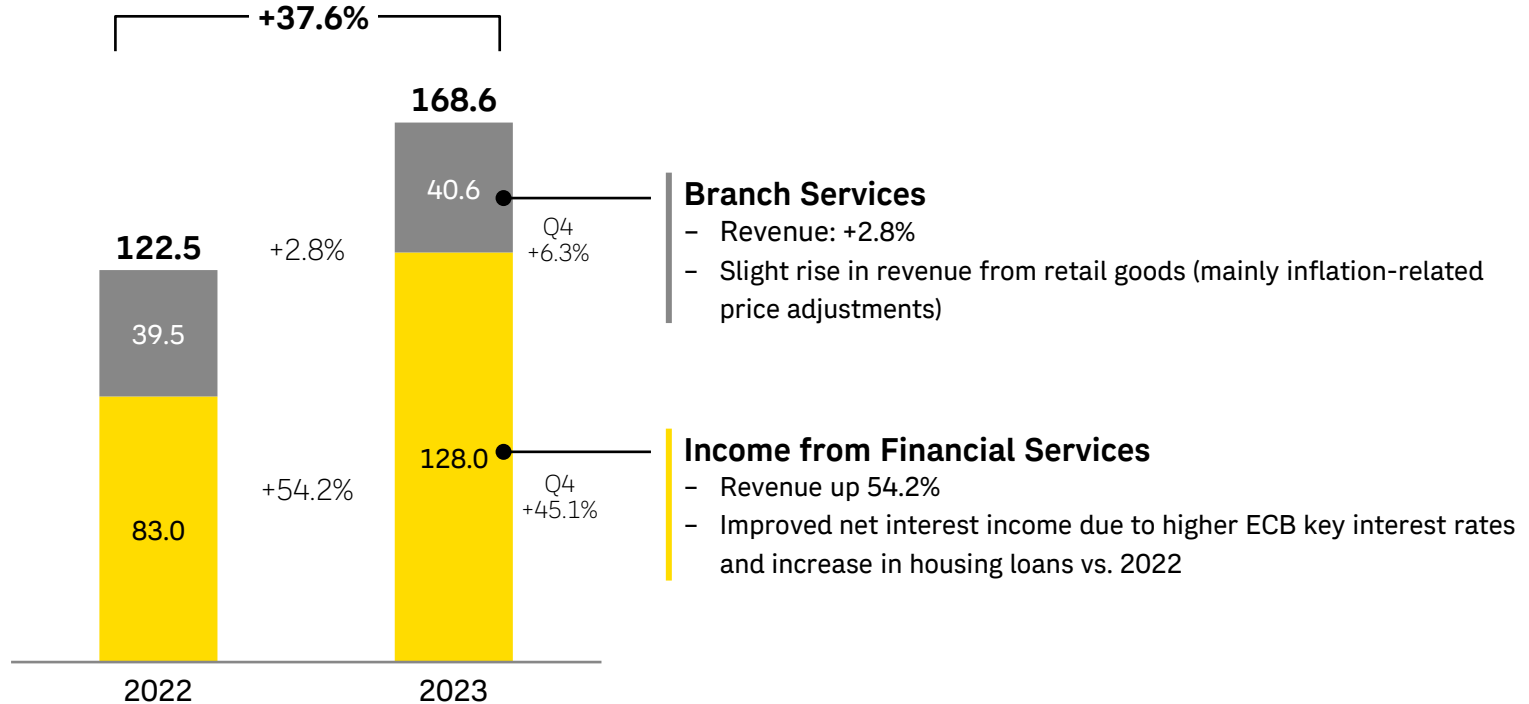 +37.6%
168.6
40.6
Q4
+6.3%
122.5
+2.8%
39.5
128.0
Q4
+45.1%
+54.2%
83.0
2022
2023
Branch Services
– Revenue: +2.8%
– Slight rise in revenue from retail goods (mainly inflation-related
price adjustments)
Income from Financial Services
– Revenue up 54.2%
– Improved net interest income due to higher ECB key interest rates
and increase in housing loans vs. 2022